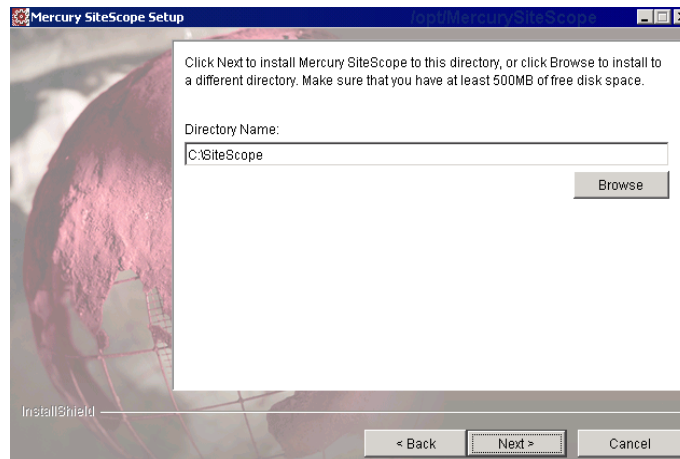 Mercury SiteScope Setup
/opt/MercurySiteScope
Click Next to install Mercury SiteScope to this directory, or click Browse to install to
a different directory. Make sure that you have at least 500MB of free disk space.
Directory Name:
C:\SiteScope
Browse
InstallShield
< Back
Next >
Cancel